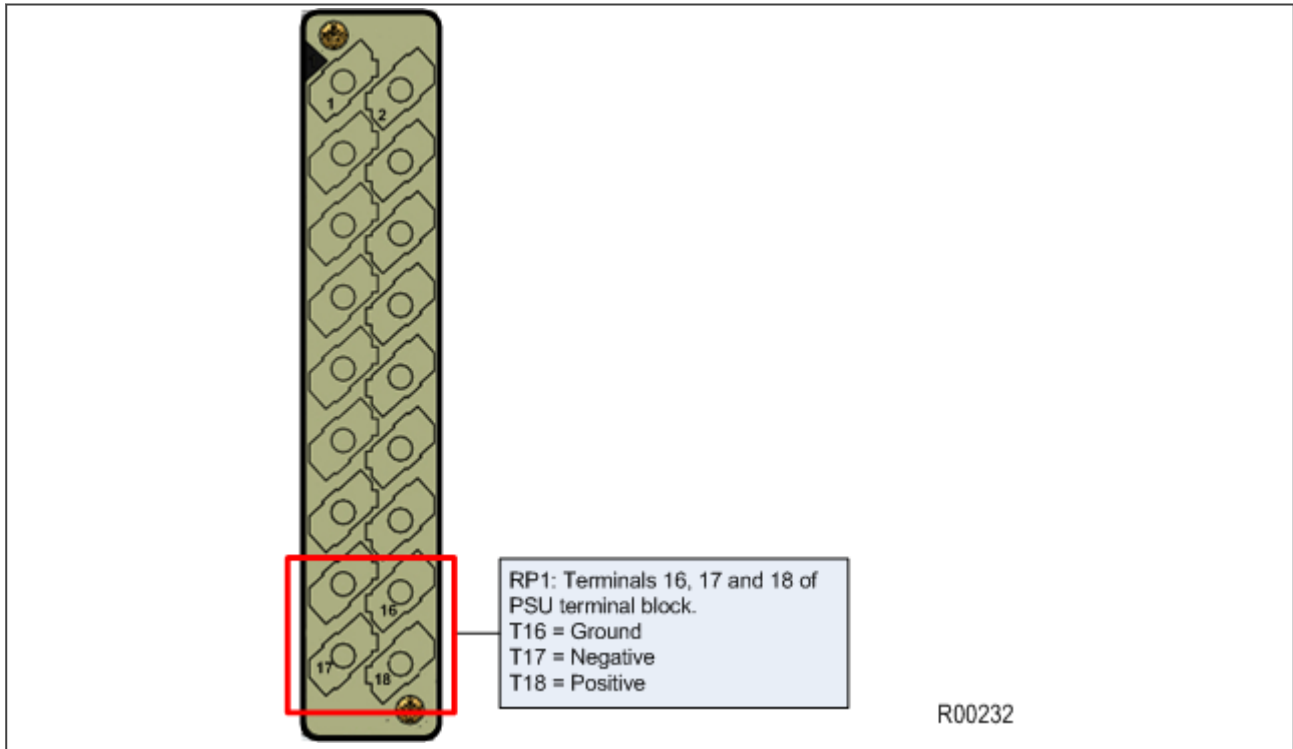 1
2
16
17
18
RP1: Terminals 16, 17 and 18 of
PSU terminal block.
T16 = Ground
T17 = Negative
T18 = Positive
R00232